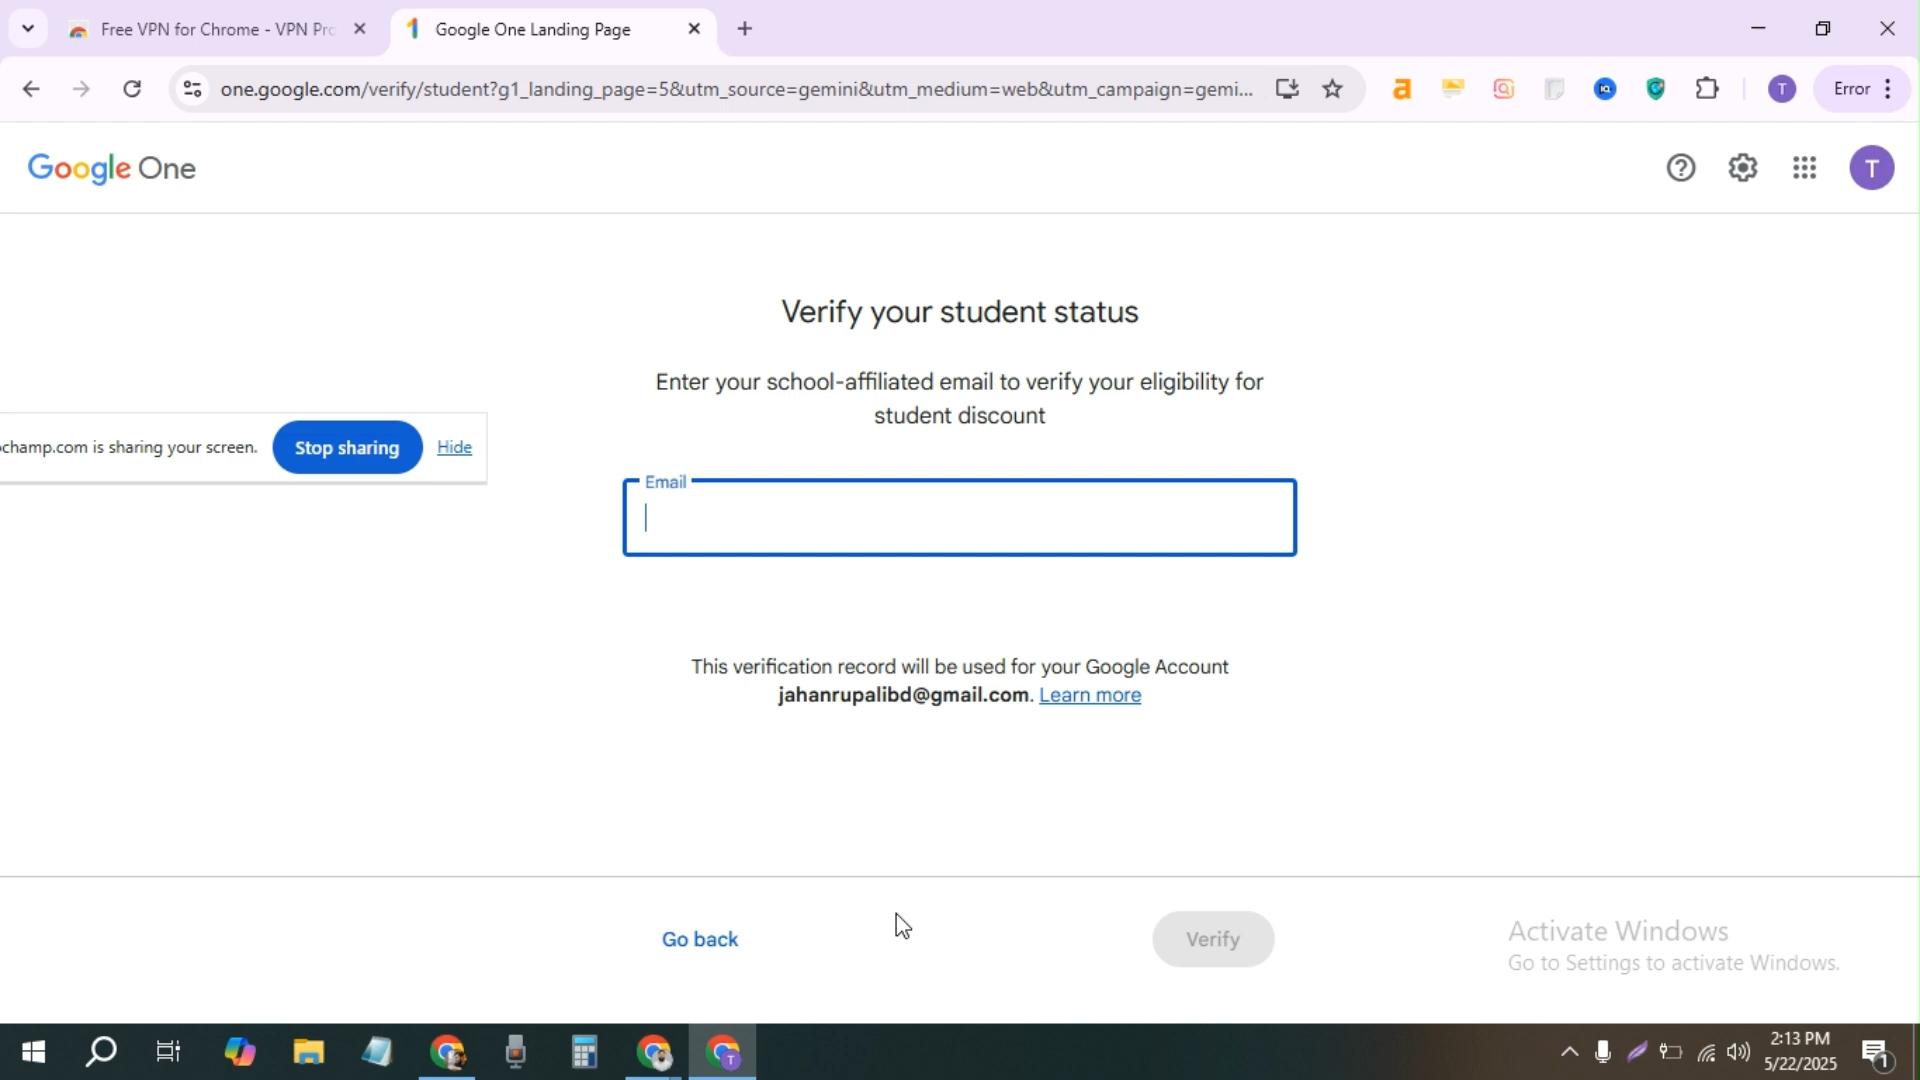 Free VPN for Chrome - VPN Pro
Google One Landing Page
one.google.com/verify/student?g1_landing_page=5&utm_source=gemini&utm_medium=web&utm_campaign=gemi...
T
Error
Google One
T
Verify your student status
Enter your school-affiliated email to verify your eligibility for
student discount
champ.com is sharing your screen.
Stop sharing
Hide
Email
This verification record will be used for your Google Account
jahanrupalibd@gmail.com. Learn more
Go back
Verify
Activate Windows
Go to Settings to activate Windows.
2:13 PM
5/22/2025
1